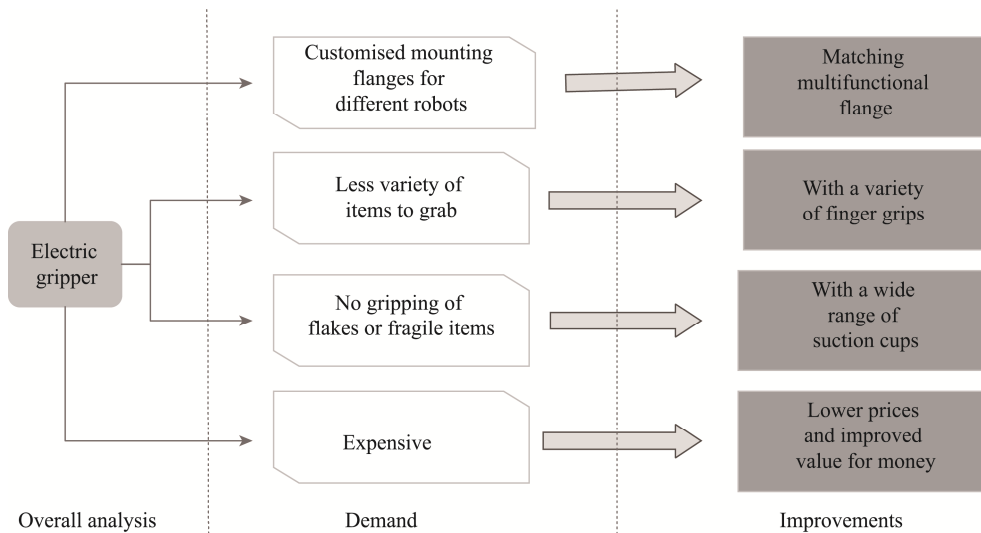 Electric
gripper
Customised mounting
flanges for
different robots
Matching
multifunctional
flange
Less variety of
items to grab
With a variety
of finger grips
No gripping of
flakes or fragile items
With a wide
range of
suction cups
Expensive
Lower prices
and improved
value for money
Overall analysis
Demand
Improvements